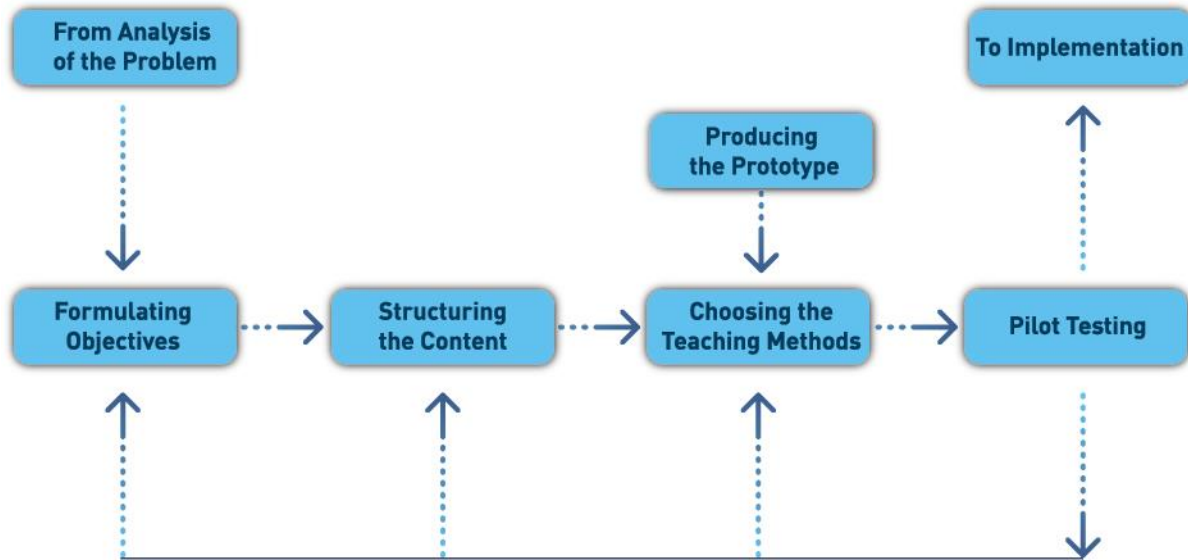 From Analysis
of the Problem
To Implementation
Producing
the Prototype
Formulating
Objectives
Structuring
the Content
Choosing the
Teaching Methods
Pilot Testing